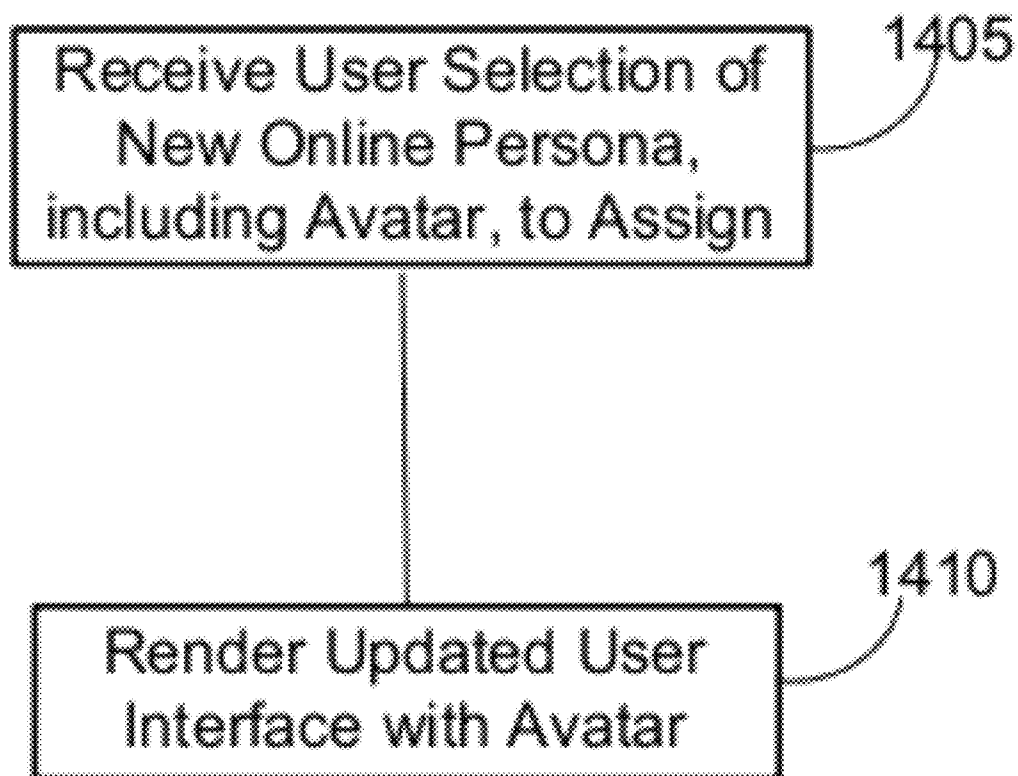 1405
Receive User Selection of
New Online Persona,
including Avatar, to Assign
1410
Render Updated User
Interface with Avatar